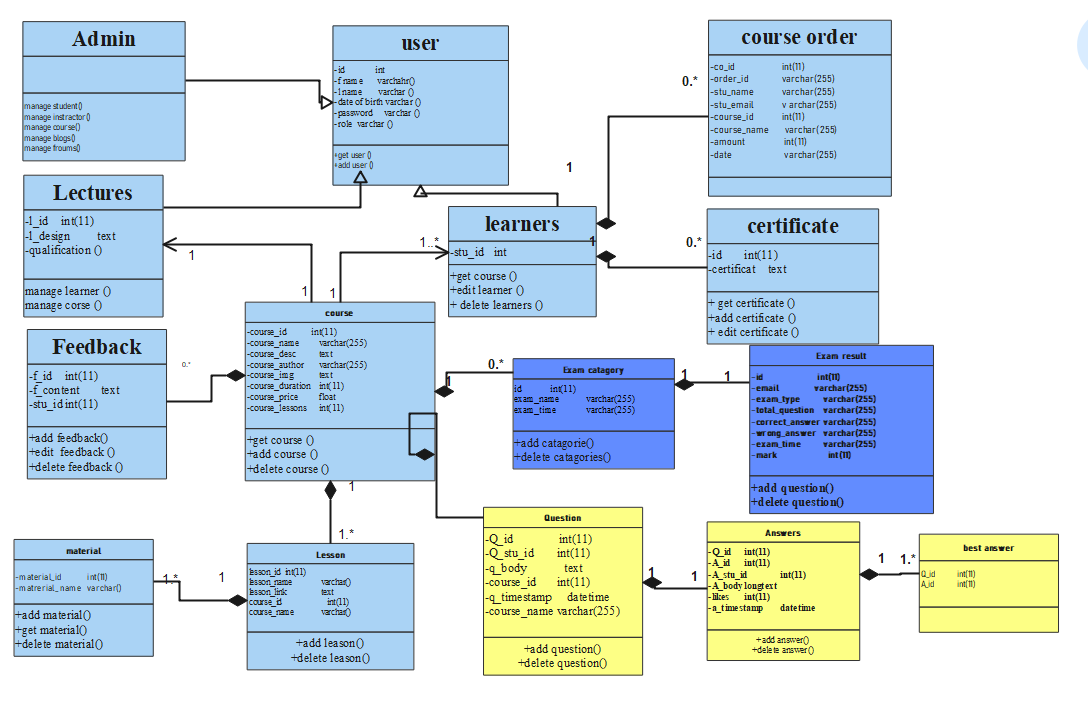 Admin
manage student()
manage instractor()
manage course()
manage blogs()
manage froums()
user
-id int
-f name varchahr()
-l name varchar ()
-date of birth varchar ()
-password varchar ()
-role varchar ()
+get user ()
+add user ()
course order
-co_id int(11)
-order_id varchar(255)
-stu_name varchar(255)
-stu_email v archar(255)
-course_id int(11)
-course_name varchar(255)
-amount int(11)
-date varchar(255)
0.*
1
Lectures
-l_id int(11)
-l_design text
-qualification ()
manage learner ()
manage corse ()
1
learners
-stu_id int
+get course ()
+edit learner ()
+ delete learners ()
1..*
1
0.*
certificate
-id int(11)
-certificat text
+ get certificate ()
+add certificate ()
+ edit certificate ()
1
1
course
-course_id int(11)
-course_name varchar(255)
-course_desc text
-course_author varchar(255)
-course_img text
-course_duration int(11)
-course_price float
-course_lessons int(11)
+get course ()
+add course ()
+delete course ()
Feedback
-f_id int(11)
-f_content text
-stu_id int(11)
+add feedback()
+edit feedback ()
+delete feedback ()
0.*
0.*
1
Exam catagory
id int(11)
exam_name varchar(255)
exam_time varchar(255)
+add catagorie()
+delete catagories()
1
1
Exam result
-id int(11)
-email varchar(255)
-exam_type varchar(255)
-total_question varchar(255)
-correct_answer varchar(255)
-wrong_answer varchar(255)
-exam_time varchar(255)
-mark int(11)
+add question()
+delete question()
1
1.*
material
-material_id int(11)
-matrerial_name varchar()
+add material()
+get material()
+delete material()
1.*
1
Lesson
lesson_id int(11)
lesson_name varchar()
lesson_link text
course_id int(11)
course_name varchar()
+add leason()
+delete leason()
Question
-Q_id int(11)
-Q_stu_id int(11)
-q_body text
-course_id int(11)
-q_timestamp datetime
-course_name varchar(255)
+add question()
+delete question()
1
1
Answers
-Q_id int(11)
-A_id int(11)
-A_stu_id int(11)
-A_body longtext
-likes int(11)
-a_timestamp datetime
+add answer()
+delete answer()
1
1.*
best answer
Q_id int(11)
A_id int(11)